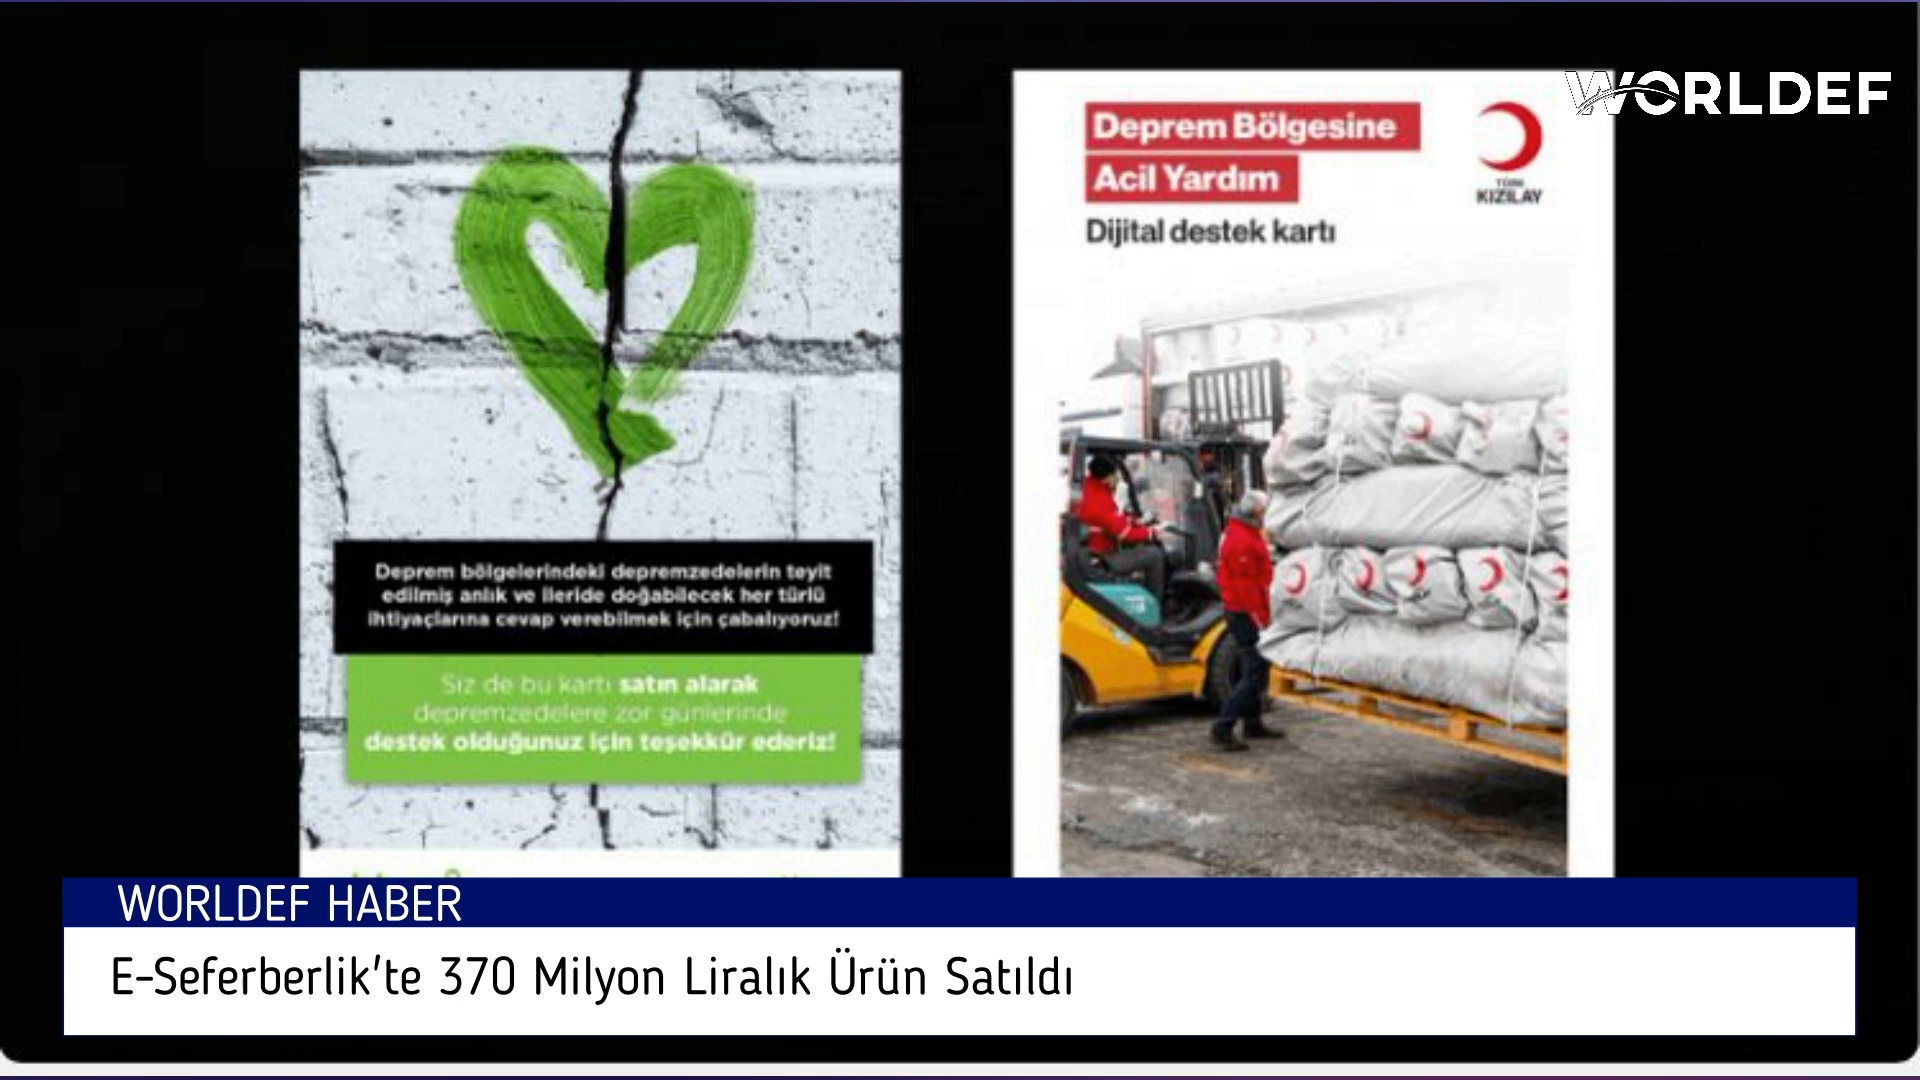 WORLDEF
Deprem bölgelerindeki depremzedelerin teyit
edilmiş anlık ve ileride doğabilecek her türlü
ihtiyaçlarına cevap verebilmek için çabalıyoruz!
Siz de bu kartı satın alarak
depremzedelere zor günlerinde
destek olduğunuz için teşekkür ederiz!
Deprem Bölgesine
Acil Yardım
Dijital destek kartı
TÜRK
KIZILAY
WORLDEF HABER
E-Seferberlik'te 370 Milyon Liralık Ürün Satıldı